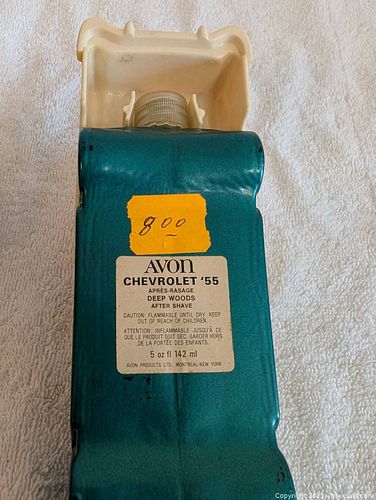 8.00
AVON
CHEVROLET '55
APRÈS-RASAGE
DEEP WOODS
AFTER SHAVE
CAUTION: FLAMMABLE UNTIL DRY. KEEP
OUT OF REACH OF CHILDREN.
ATTENTION: INFLAMMABLE JUSQU'À CE
QUE LE PRODUIT SOIT SEC. GARDER HORS
DE LA PORTÉE DES ENFANTS.
5 oz fl 142 ml
AVON PRODUCTS LTD., MONTREAL-NEW YORK